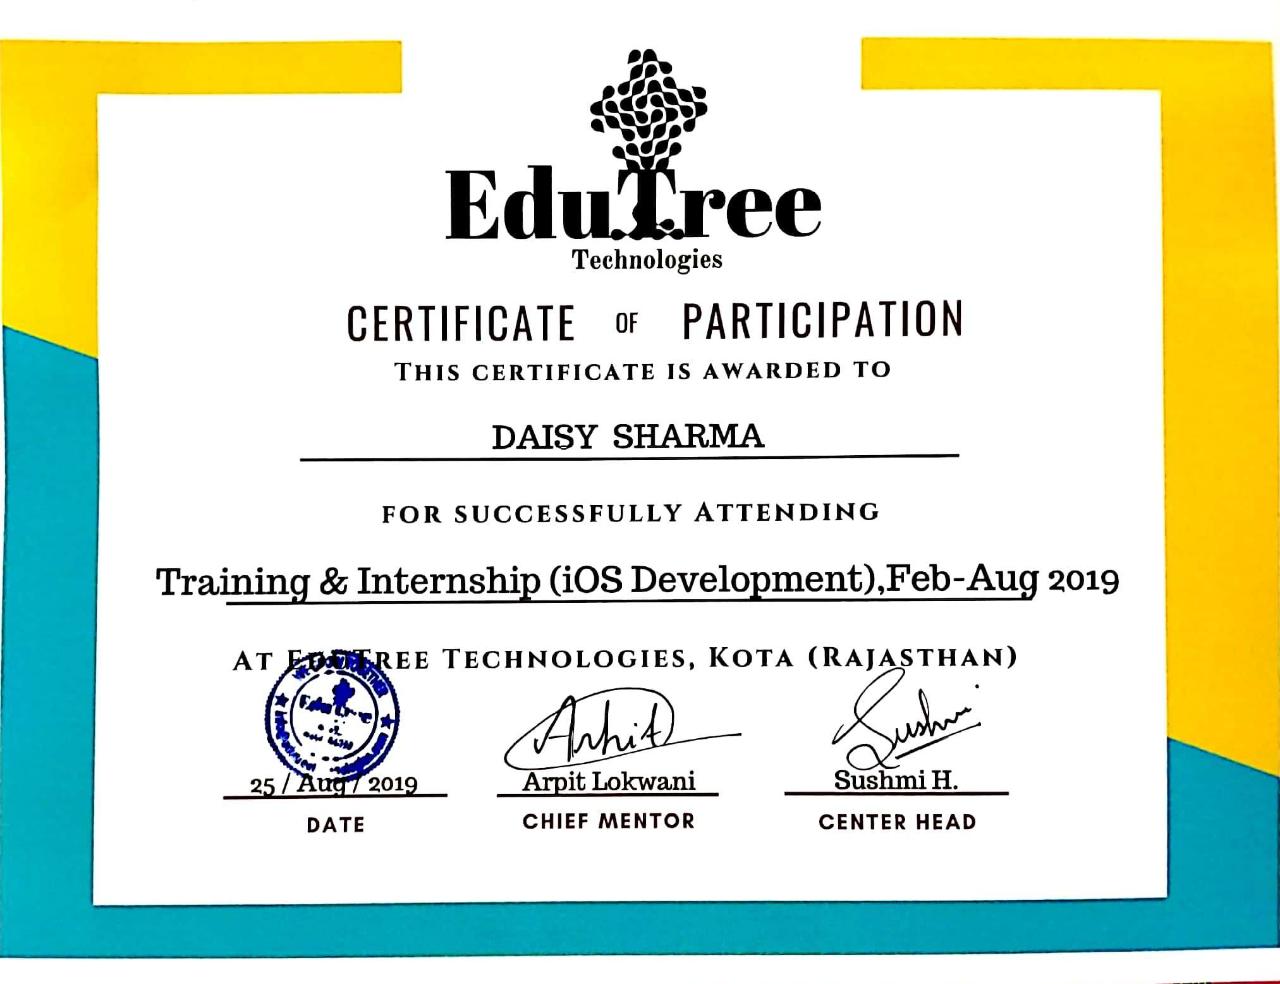 EduTree
Technologies
CERTIFICATE OF PARTICIPATION
THIS CERTIFICATE IS AWARDED TO
DAISY SHARMA
FOR SUCCESSFULLY ATTENDING
Training & Internship (iOS Development),Feb-Aug 2019
AT EDUTREE TECHNOLOGIES, KOTA (RAJASTHAN)
TOGETHER
EduTree
Arpit
Sushmi
25 / Aug / 2019
Arpit Lokwani
Sushmi H.
DATE
CHIEF MENTOR
CENTER HEAD